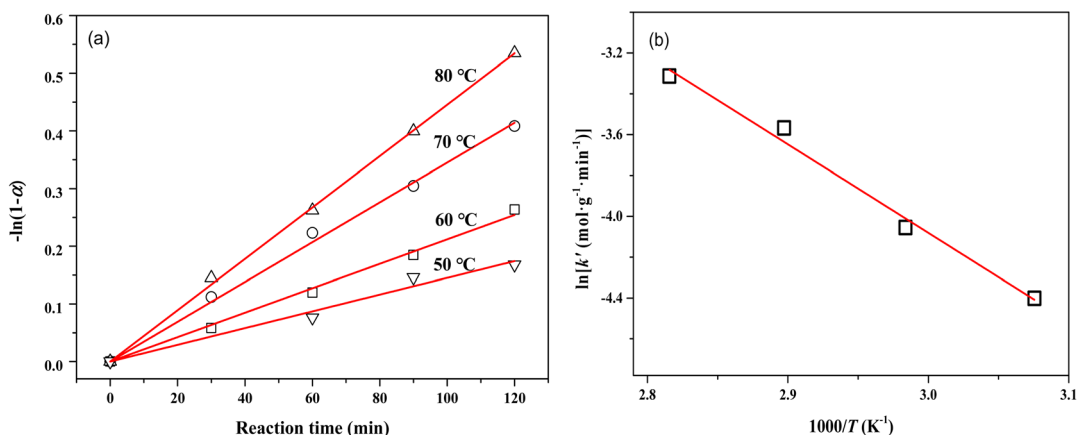 (a)
0.6
0.5
0.4
0.3
0.2
0.1
0.0
-ln(1-α)
80 °C
70 °C
60 °C
50 °C
0 20 40 60 80 100 120
Reaction time (min)
(b)
-3.2
-3.6
-4.0
-4.4
ln[k′ (mol·g⁻¹·min⁻¹)]
2.8 2.9 3.0 3.1
1000/T (K⁻¹)